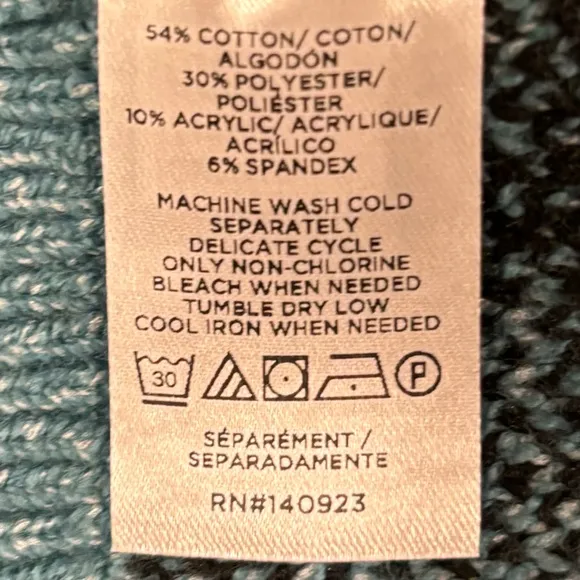 54% COTTON/ COTON/
ALGODÓN
30% POLYESTER/
POLIÉSTER
10% ACRYLIC/ ACRYLIQUE/
ACRÍLICO
6% SPANDEX
MACHINE WASH COLD
SEPARATELY
DELICATE CYCLE
ONLY NON-CHLORINE
BLEACH WHEN NEEDED
TUMBLE DRY LOW
COOL IRON WHEN NEEDED
30 P
SÉPARÉMENT /
SEPARADAMENTE
RN#140923